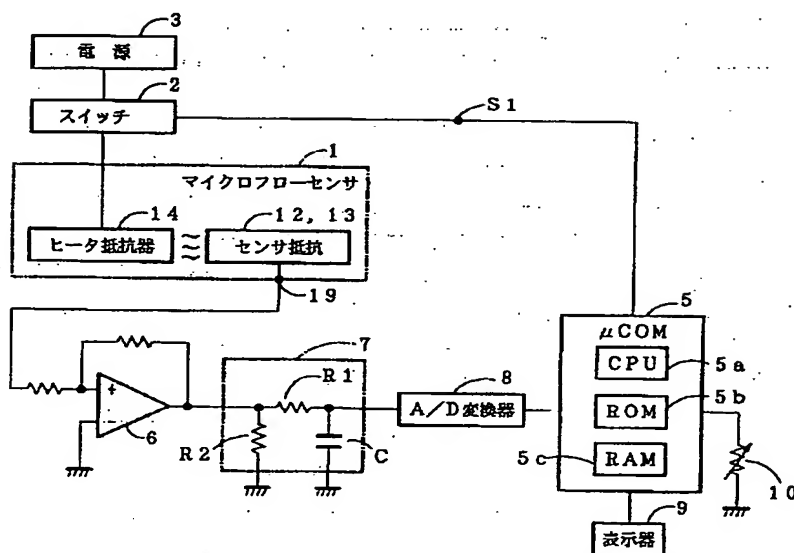 3
電源
2
スイッチ
S1
1
マイクロフローセンサ
14
12, 13
ヒータ抵抗器
センサ抵抗
19
5
μCOM
CPU
5a
ROM
5b
RAM
5c
7
R1
8
A/D変換器
+
-
6
R2
C
10
9
表示器